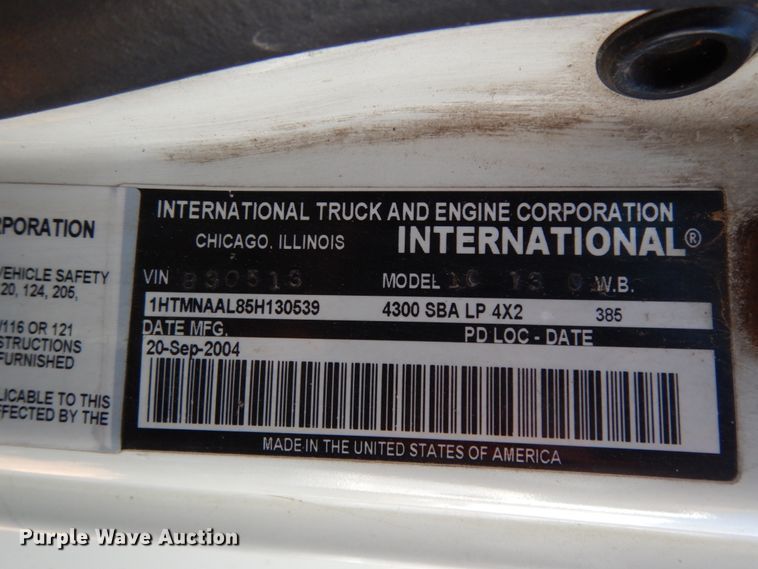 RPORATION
VEHICLE SAFETY
20, 124, 205,
/116 OR 121
STRUCTIONS
FURNISHED
LICABLE TO THIS
AFFECTED BY THE
INTERNATIONAL TRUCK AND ENGINE CORPORATION
CHICAGO, ILLINOIS INTERNATIONAL®
VIN MODEL W.B.
1HTMNAAL85H130539 4300 SBA LP 4X2 385
DATE MFG. PD LOC - DATE
20-Sep-2004
MADE IN THE UNITED STATES OF AMERICA
Purple Wave Auction